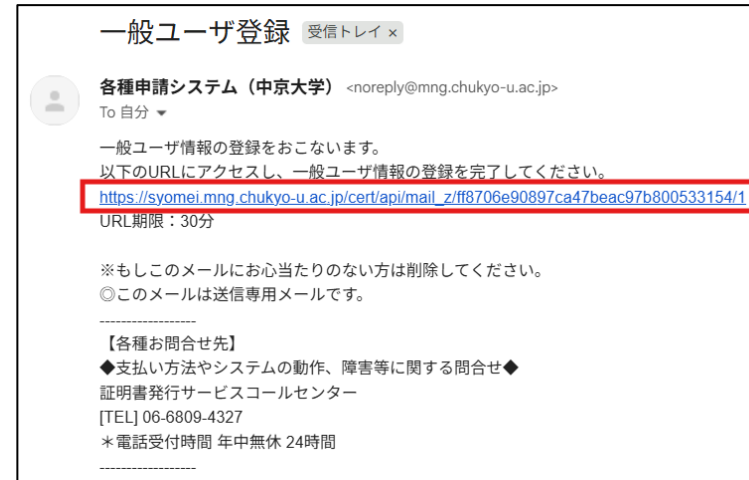 一般ユーザ登録 受信トレイ ×
各種申請システム（中京大学） <noreply@mng.chukyo-u.ac.jp>
To 自分
一般ユーザ情報の登録をおこないます。
以下のURLにアクセスし、一般ユーザ情報の登録を完了してください。
https://syomei.mng.chukyo-u.ac.jp/cert/api/mail_z/ff8706e90897ca47beac97b800533154/1
URL期限：30分
※もしこのメールにお心当たりのない方は削除してください。
◎このメールは送信専用メールです。
------------------
【各種お問合せ先】
◆支払い方法やシステムの動作、障害等に関する問合せ◆
証明書発行サービスコールセンター
[TEL] 06-6809-4327
＊電話受付時間 年中無休 24時間
------------------